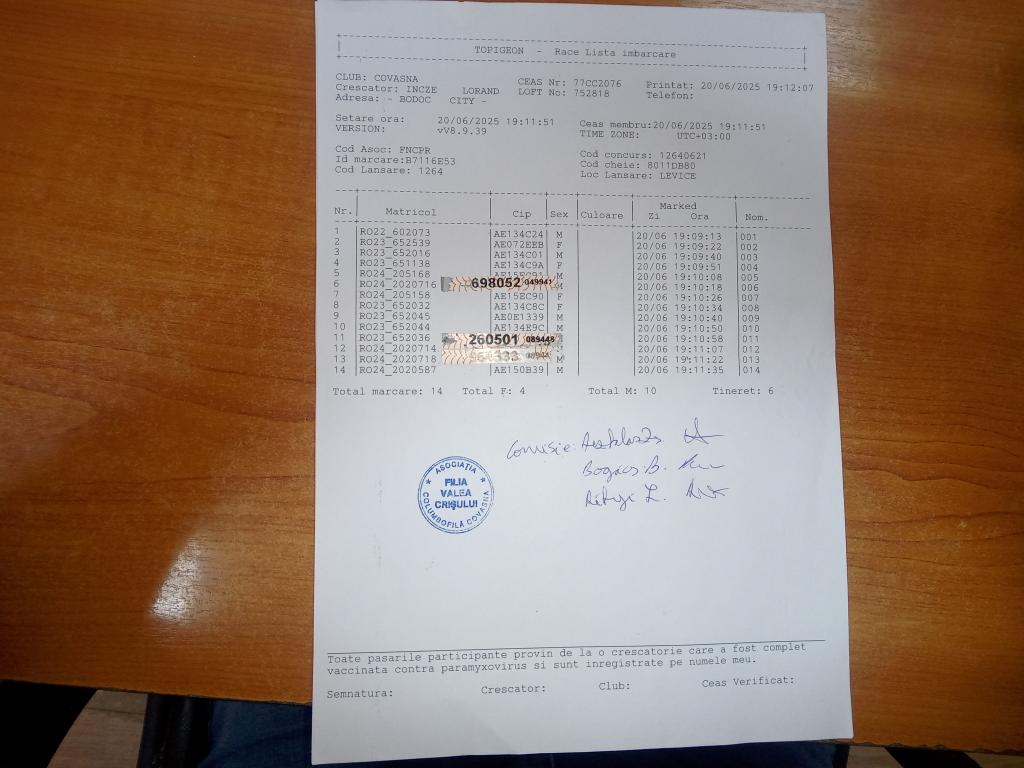 TOPIGEON - Race Lista imbarcare
CLUB: COVASNA CEAS Nr: 77CC2076 Printat: 20/06/2025 19:12:07
Crescator: INCZE LORAND LOFT No: 752818 Telefon:
Adresa: - BODOC CITY -
Setare ora: 20/06/2025 19:11:51 Ceas membru:20/06/2025 19:11:51
VERSION: vV8.9.39 TIME ZONE: UTC+03:00
Cod Asoc: FNCPR Cod concurs: 12640621
Id marcare:B7116E53 Cod cheie: 8011DB80
Cod Lansare: 1264 Loc Lansare: LEVICE
Nr. Matricol Cip Sex Culoare Marked Zi Ora Nom.
1 RO22_602073 AE134C24 M 20/06 19:09:13 001
2 RO23_652539 AE072EEB F 20/06 19:09:22 002
3 RO23_652016 AE134C01 M 20/06 19:09:40 003
4 RO23_651138 AE134C9A F 20/06 19:09:51 004
5 RO24_205168 AE15EC91 M 20/06 19:10:08 005
6 RO24_2020716 698052 049941 M 20/06 19:10:18 006
7 RO24_205158 AE15EC90 F 20/06 19:10:26 007
8 RO23_652032 AE134C8C F 20/06 19:10:34 008
9 RO23_652045 AE0E1339 M 20/06 19:10:40 009
10 RO23_652044 AE134E9C M 20/06 19:10:50 010
11 RO23_652036 260501 089448 M 20/06 19:10:58 011
12 RO24_2020714 M 20/06 19:11:07 012
13 RO24_2020718 M 20/06 19:11:22 013
14 RO24_2020587 AE150B39 M 20/06 19:11:35 014
Total marcare: 14 Total F: 4 Total M: 10 Tineret: 6
Comisie:
Bogacs B.
ASOCIAȚIA
FILIA
VALEA
CRIȘULUI
COLUMBOFILĂ COVASNA
Toate pasarile participante provin de la o crescatorie care a fost complet
vaccinata contra paramyxovirus si sunt inregistrate pe numele meu.
Semnatura: Crescator: Club: Ceas Verificat: